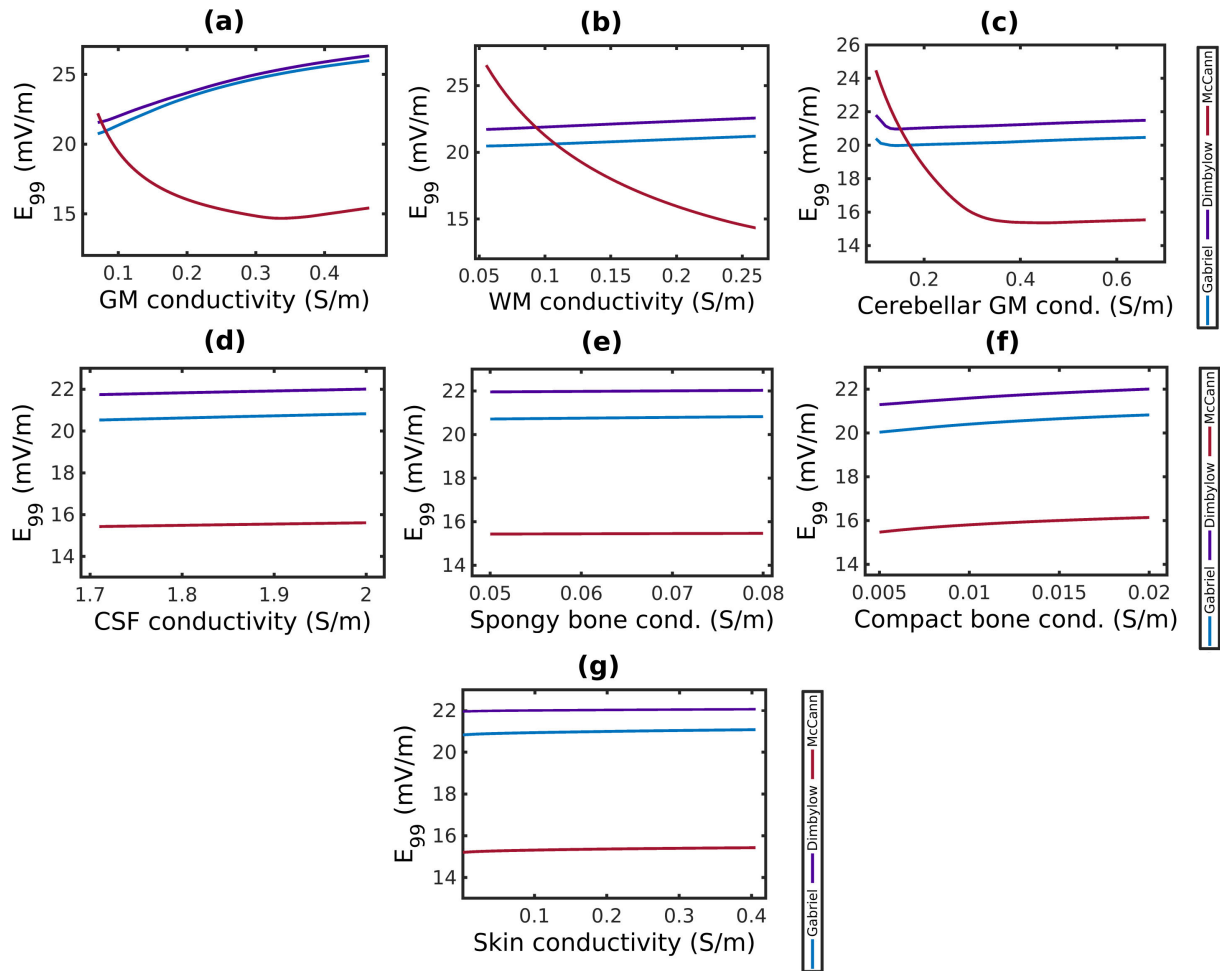 (a)
E99 (mV/m)
25
20
15
0.1 0.2 0.3 0.4
GM conductivity (S/m)
(b)
E99 (mV/m)
25
20
15
0.05 0.1 0.15 0.2 0.25
WM conductivity (S/m)
(c)
E99 (mV/m)
26
24
22
20
18
16
14
0.2 0.4 0.6
Cerebellar GM cond. (S/m)
Gabriel Dimbylow McCann
(d)
E99 (mV/m)
22
20
18
16
14
1.7 1.8 1.9 2
CSF conductivity (S/m)
(e)
E99 (mV/m)
22
20
18
16
14
0.05 0.06 0.07 0.08
Spongy bone cond. (S/m)
(f)
E99 (mV/m)
22
20
18
16
14
0.005 0.01 0.015 0.02
Compact bone cond. (S/m)
Gabriel Dimbylow McCann
(g)
E99 (mV/m)
22
20
18
16
14
0.1 0.2 0.3 0.4
Skin conductivity (S/m)
Gabriel Dimbylow McCann